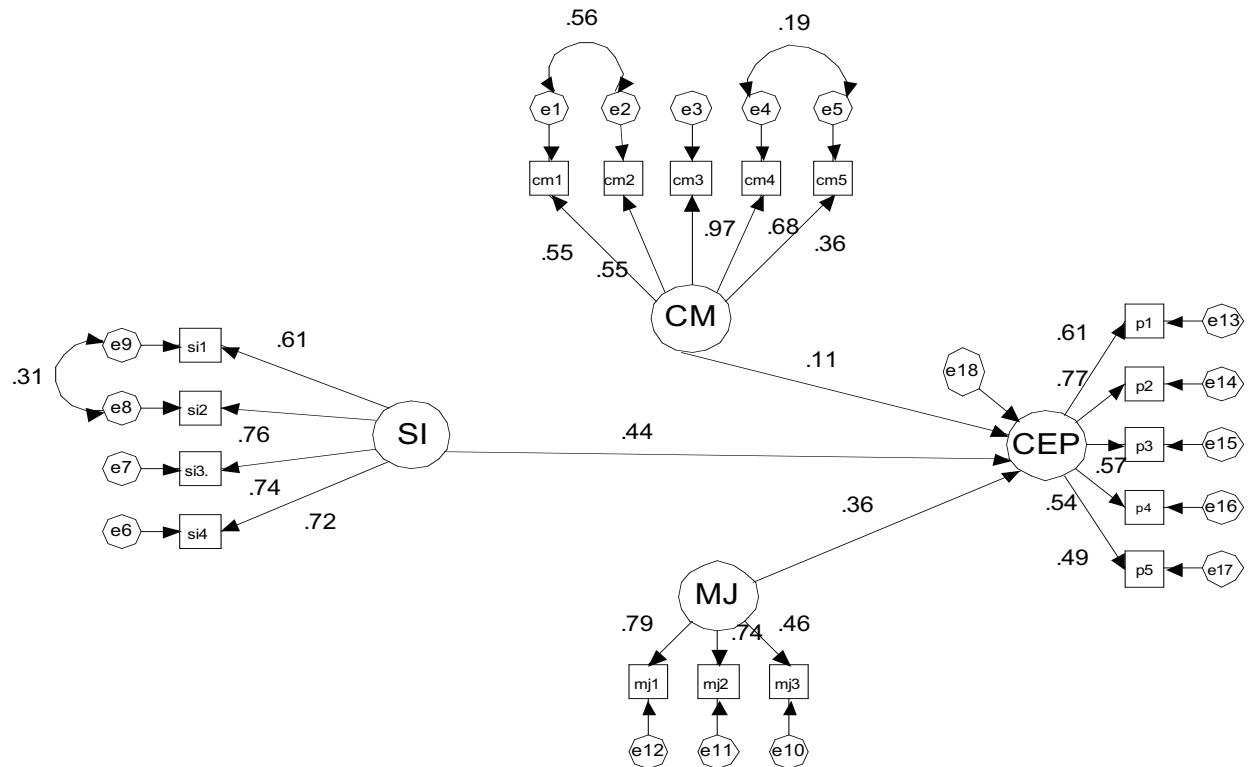 .56
.19
e1
e2
e3
e4
e5
cm1
cm2
cm3
cm4
cm5
.55
.55
.97
.68
.36
CM
e9
si1
.61
.31
e8
si2
.76
e7
si3.
.74
e6
si4
.72
SI
.11
.44
.36
e18
CEP
.61
p1
e13
.77
p2
e14
p3
e15
.57
p4
e16
.54
.49
p5
e17
MJ
.79
.74
.46
mj1
mj2
mj3
e12
e11
e10